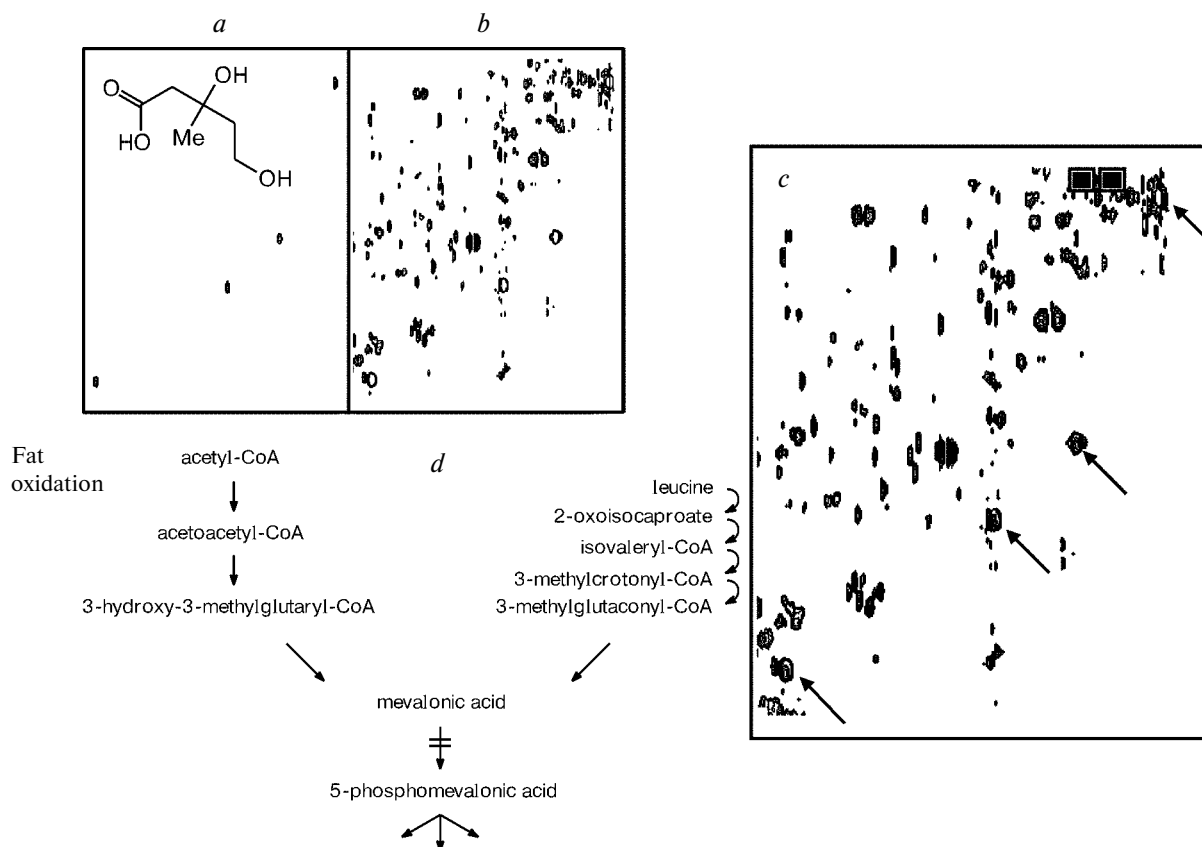 a
b
OH
O
HO
Me
OH
c
Fat
oxidation
acetyl-CoA
acetoacetyl-CoA
3-hydroxy-3-methylglutaryl-CoA
d
leucine
2-oxoisocaproate
isovaleryl-CoA
3-methylcrotonyl-CoA
3-methylglutaconyl-CoA
mevalonic acid
5-phosphomevalonic acid